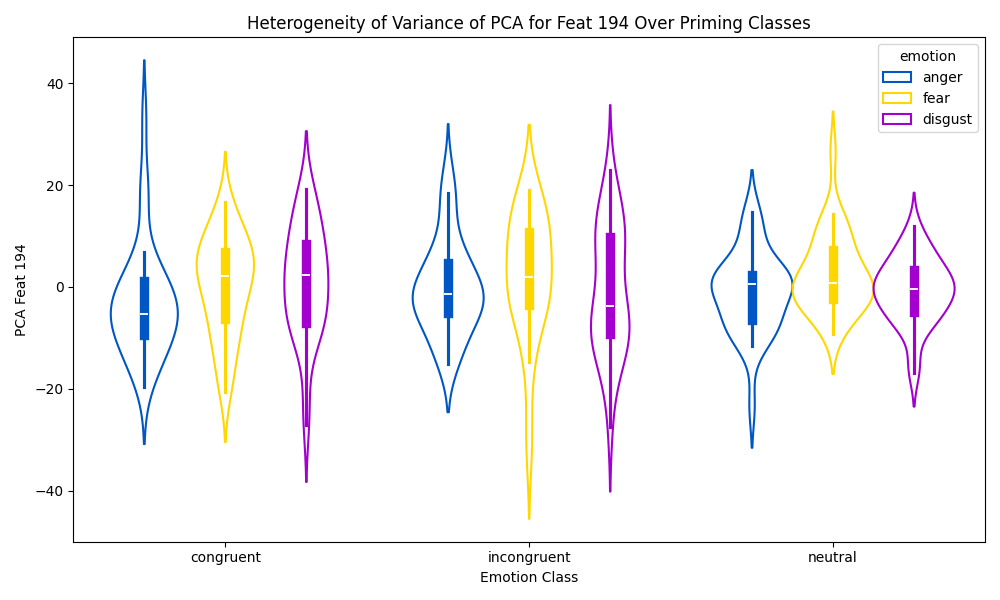 Heterogeneity of Variance of PCA for Feat 194 Over Priming Classes
emotion
anger
fear
disgust
PCA Feat 194
40
20
0
−20
−40
congruent
incongruent
neutral
Emotion Class